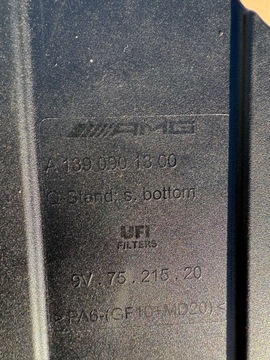 AMG
A 139 090 13 00
Q-Stand: s. bottom
UFI
FILTERS
9V.75.215.20
>PA6-(GF10+MD20)<